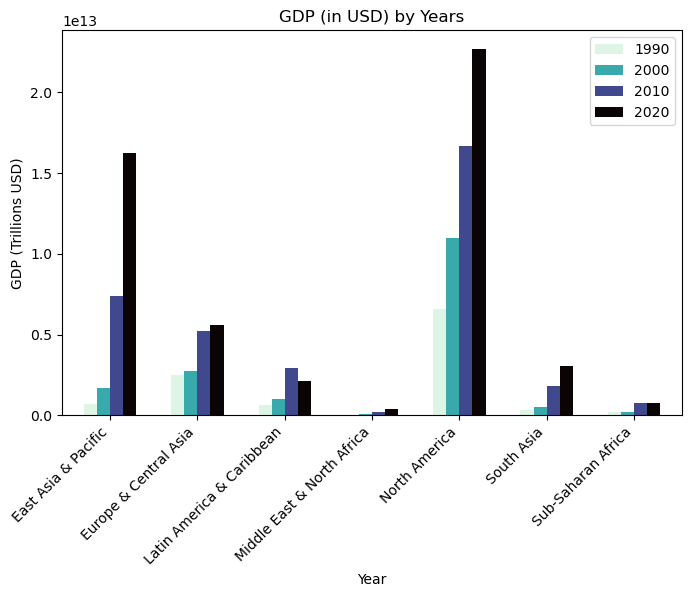 GDP (in USD) by Years
1e13
1990
2000
2010
2020
GDP (Trillions USD)
2.0
1.5
1.0
0.5
0.0
East Asia & Pacific
Europe & Central Asia
Latin America & Caribbean
Middle East & North Africa
North America
South Asia
Sub-Saharan Africa
Year